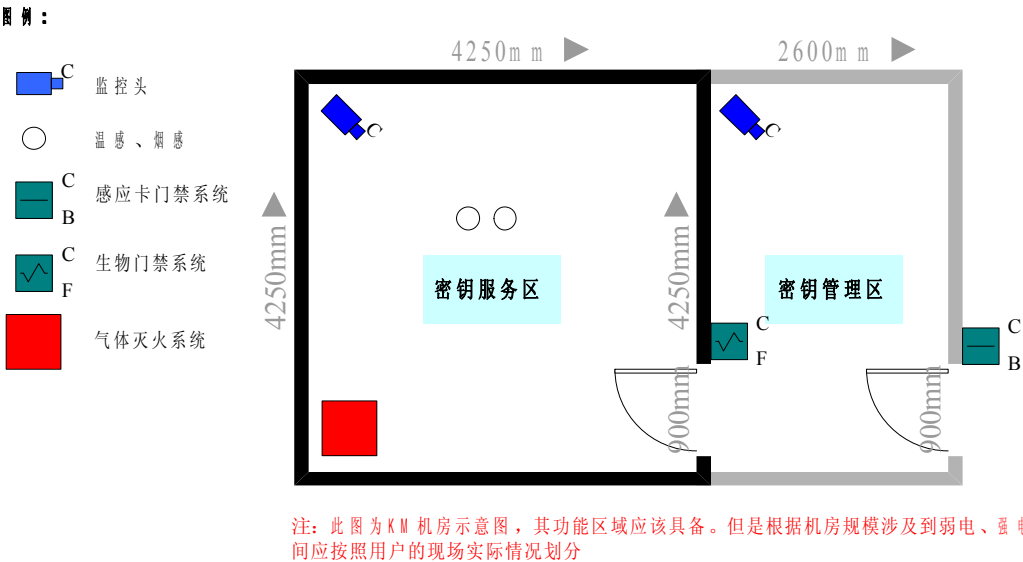 图例：
4250mm
2600mm
C
监控头
C
C
温感、烟感
C
感应卡门禁系统
B
4250mm
4250mm
C
生物门禁系统
F
密钥服务区
密钥管理区
C
F
C
B
气体灭火系统
900mm
900mm
注：此图为KM机房示意图，其功能区域应该具备。但是根据机房规模涉及到弱电、强电
间应按照用户的现场实际情况划分